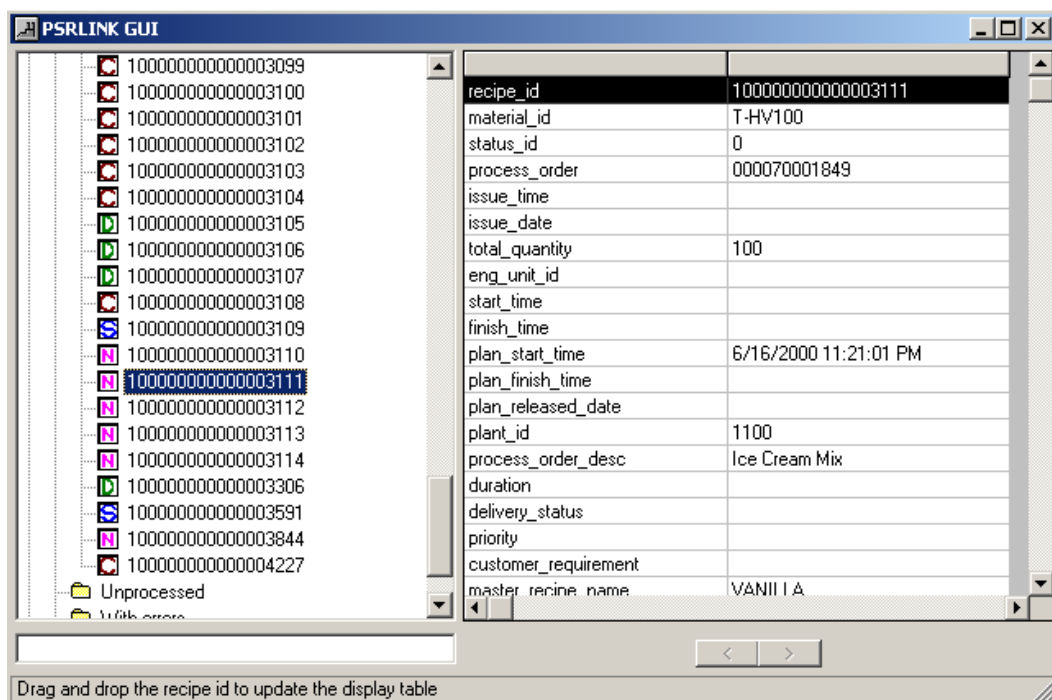 PSRLINK GUI
C 100000000000003099
C 100000000000003100
C 100000000000003101
C 100000000000003102
C 100000000000003103
C 100000000000003104
D 100000000000003105
D 100000000000003106
D 100000000000003107
C 100000000000003108
S 100000000000003109
N 100000000000003110
N 100000000000003111
N 100000000000003112
N 100000000000003113
N 100000000000003114
D 100000000000003306
S 100000000000003591
N 100000000000003844
C 100000000000004227
Unprocessed
With errors
recipe_id 100000000000003111
material_id T-HV100
status_id 0
process_order 000070001849
issue_time
issue_date
total_quantity 100
eng_unit_id
start_time
finish_time
plan_start_time 6/16/2000 11:21:01 PM
plan_finish_time
plan_released_date
plant_id 1100
process_order_desc Ice Cream Mix
duration
delivery_status
priority
customer_requirement
master_recipe_name VANILLA
< >
Drag and drop the recipe id to update the display table